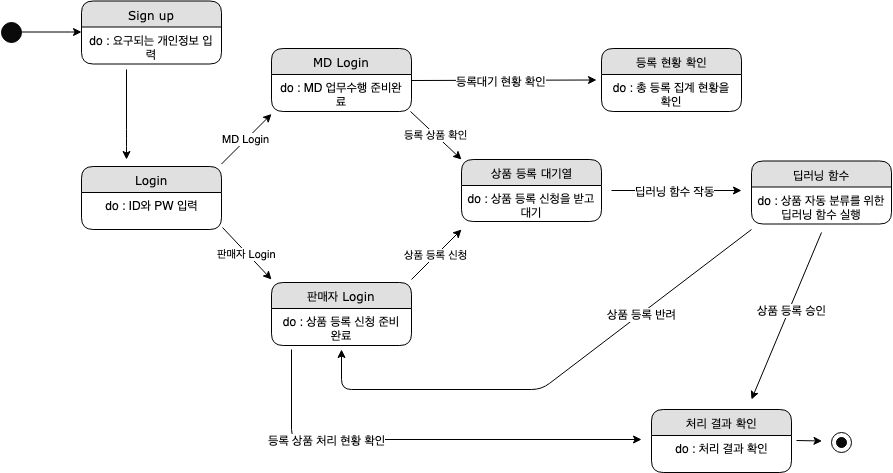 Sign up
do : 요구되는 개인정보 입
력
MD Login
do : MD 업무수행 준비완
료
등록대기 현황 확인
등록 현황 확인
do : 총 등록 집계 현황을
확인
MD Login
등록 상품 확인
Login
do : ID와 PW 입력
상품 등록 대기열
do : 상품 등록 신청을 받고
대기
딥러닝 함수 작동
딥러닝 함수
do : 상품 자동 분류를 위한
딥러닝 함수 실행
판매자 Login
상품 등록 신청
판매자 Login
do : 상품 등록 신청 준비
완료
상품 등록 반려
상품 등록 승인
등록 상품 처리 현황 확인
처리 결과 확인
do : 처리 결과 확인